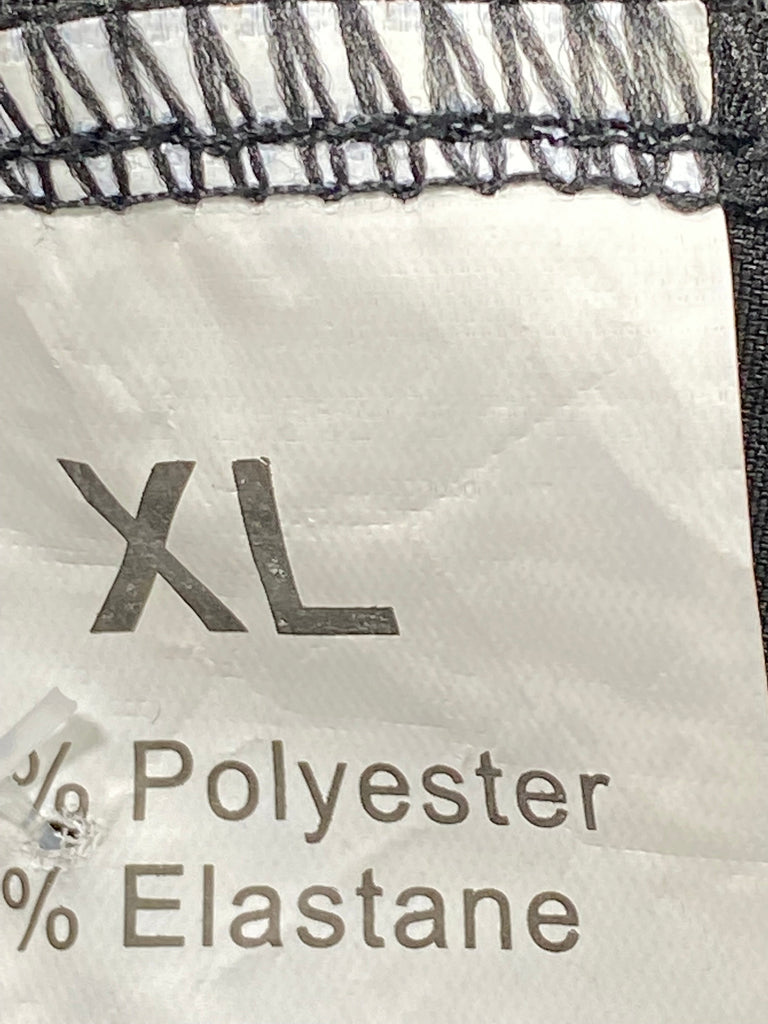 XL
% Polyester
% Elastane